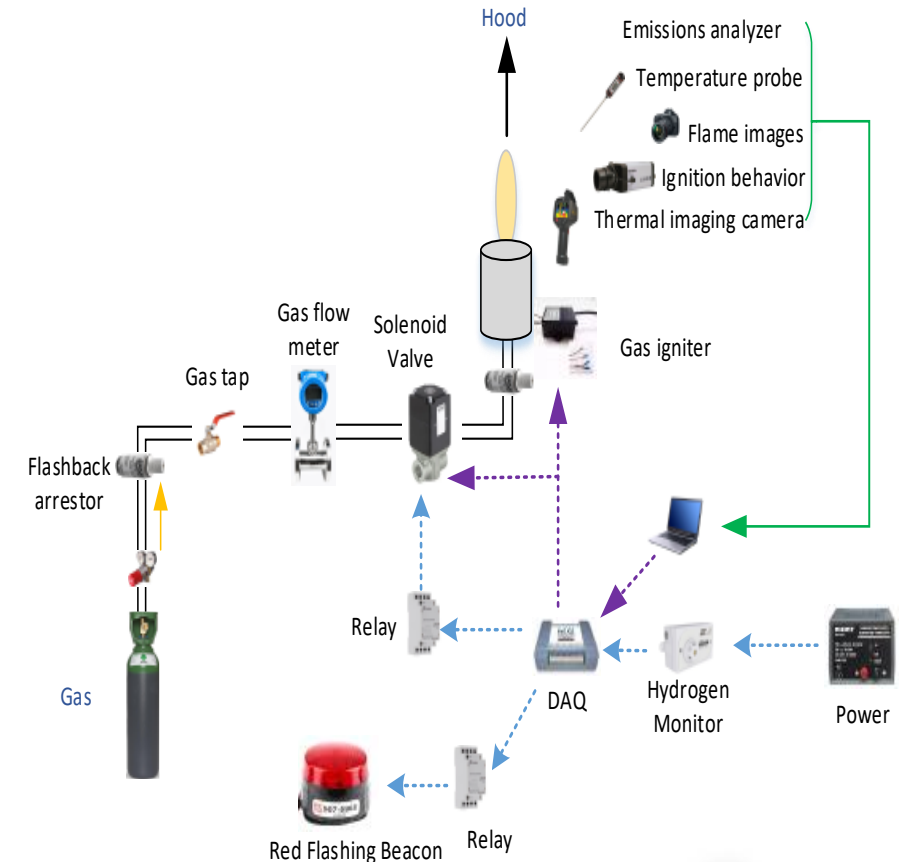 Hood
Emissions analyzer
Temperature probe
Flame images
Ignition behavior
Thermal imaging camera
Gas flow
meter
Solenoid
Valve
Gas igniter
Gas tap
Flashback
arrestor
Relay
Gas
DAQ
Hydrogen
Monitor
Power
Red Flashing Beacon
Relay